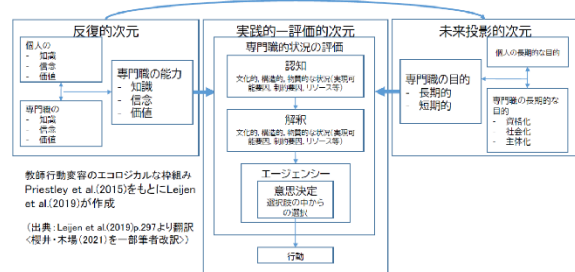 反復的次元
個人の
- 知識
- 信念
- 価値
専門職の
- 知識
- 信念
- 価値
専門職の能力
- 知識
- 信念
- 価値
教師行動変容のエコロジカルな枠組み
Priestley et al.(2015)をもとにLeijen
et al.(2019)が作成
(出典:Leijen et al.(2019)p.297より翻訳
<櫻井・木場(2021)を一部筆者改訳>)
実践的ー評価的次元
専門職的状況の評価
認知
文化的, 構造的, 物質的な状況(実現可
能要因, 制約要因, リソース等)
解釈
文化的, 構造的, 物質的な状況(実現可
能要因, 制約要因, リソース等)
エージェンシー
意思決定
選択肢の中から
の選択
行動
未来投影的次元
専門職の目的
- 長期的
- 短期的
個人の長期的な目的
専門職の長期的な
目的
- 資格化
- 社会化
- 主体化